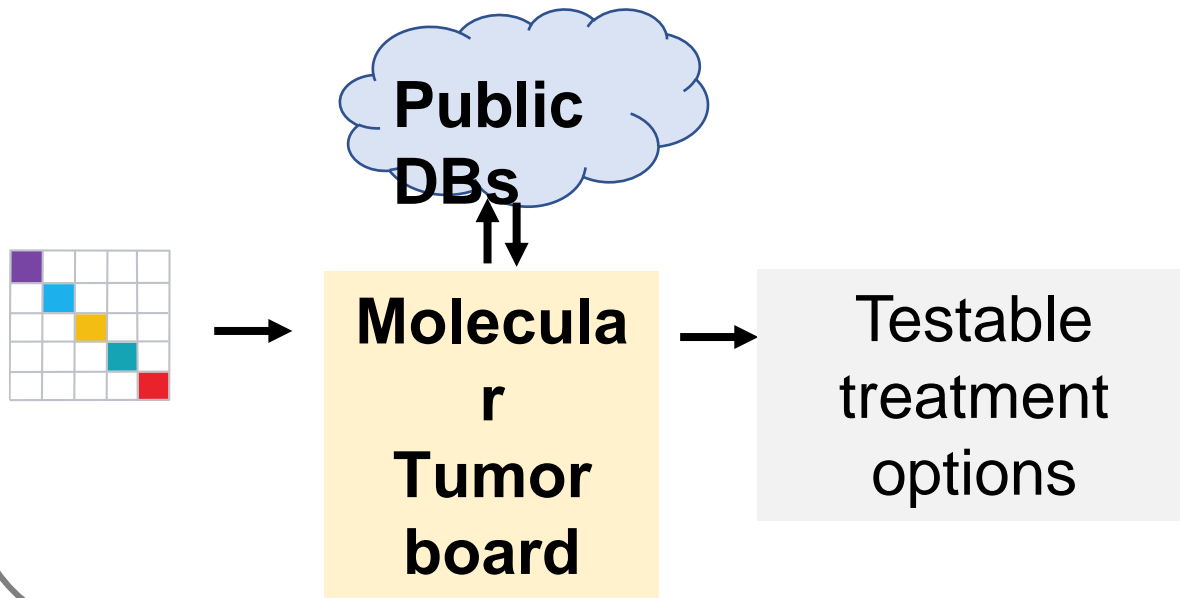 Public
DBs
Molecula
r
Tumor
board
Testable
treatment
options